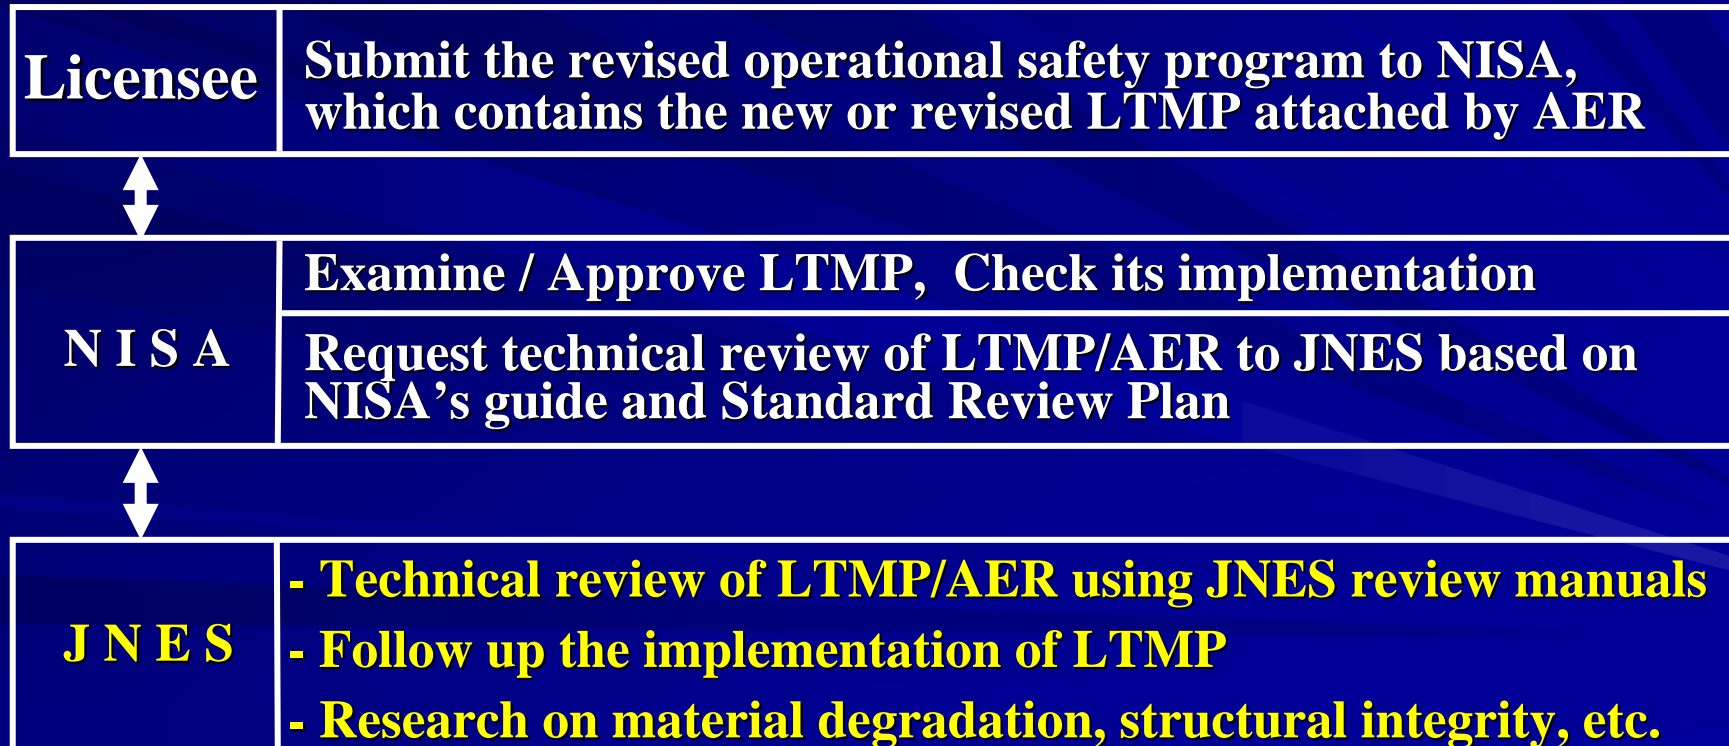 Licensee
Submit the revised operational safety program to NISA,
which contains the new or revised LTMP attached by AER
N I S A
Examine / Approve LTMP,  Check its implementation
Request technical review of LTMP/AER to JNES based on
NISA’s guide and Standard Review Plan
J N E S
- Technical review of LTMP/AER using JNES review manuals
- Follow up the implementation of LTMP
- Research on material degradation, structural integrity, etc.